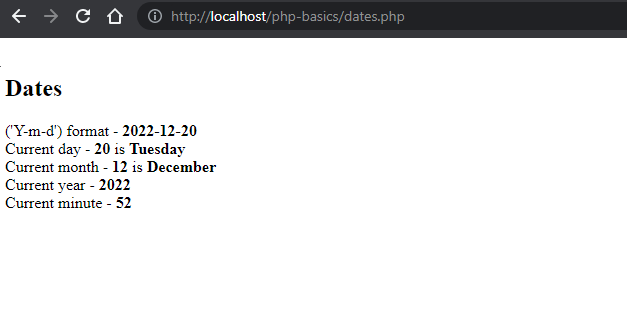 http://localhost/php-basics/dates.php
Dates
('Y-m-d') format - 2022-12-20
Current day - 20 is Tuesday
Current month - 12 is December
Current year - 2022
Current minute - 52